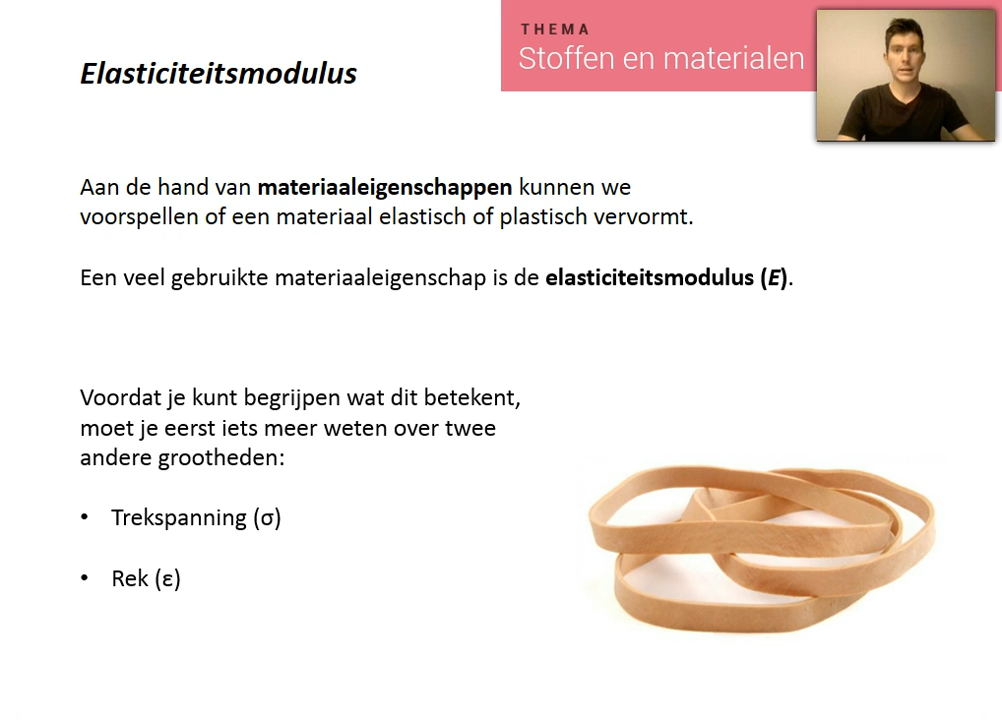 THEMA
Stoffen en materialen
Elasticiteitsmodulus
Aan de hand van materiaaleigenschappen kunnen we
voorspellen of een materiaal elastisch of plastisch vervormt.
Een veel gebruikte materiaaleigenschap is de elasticiteitsmodulus (E).
Voordat je kunt begrijpen wat dit betekent,
moet je eerst iets meer weten over twee
andere grootheden:
• Trekspanning (σ)
• Rek (ε)